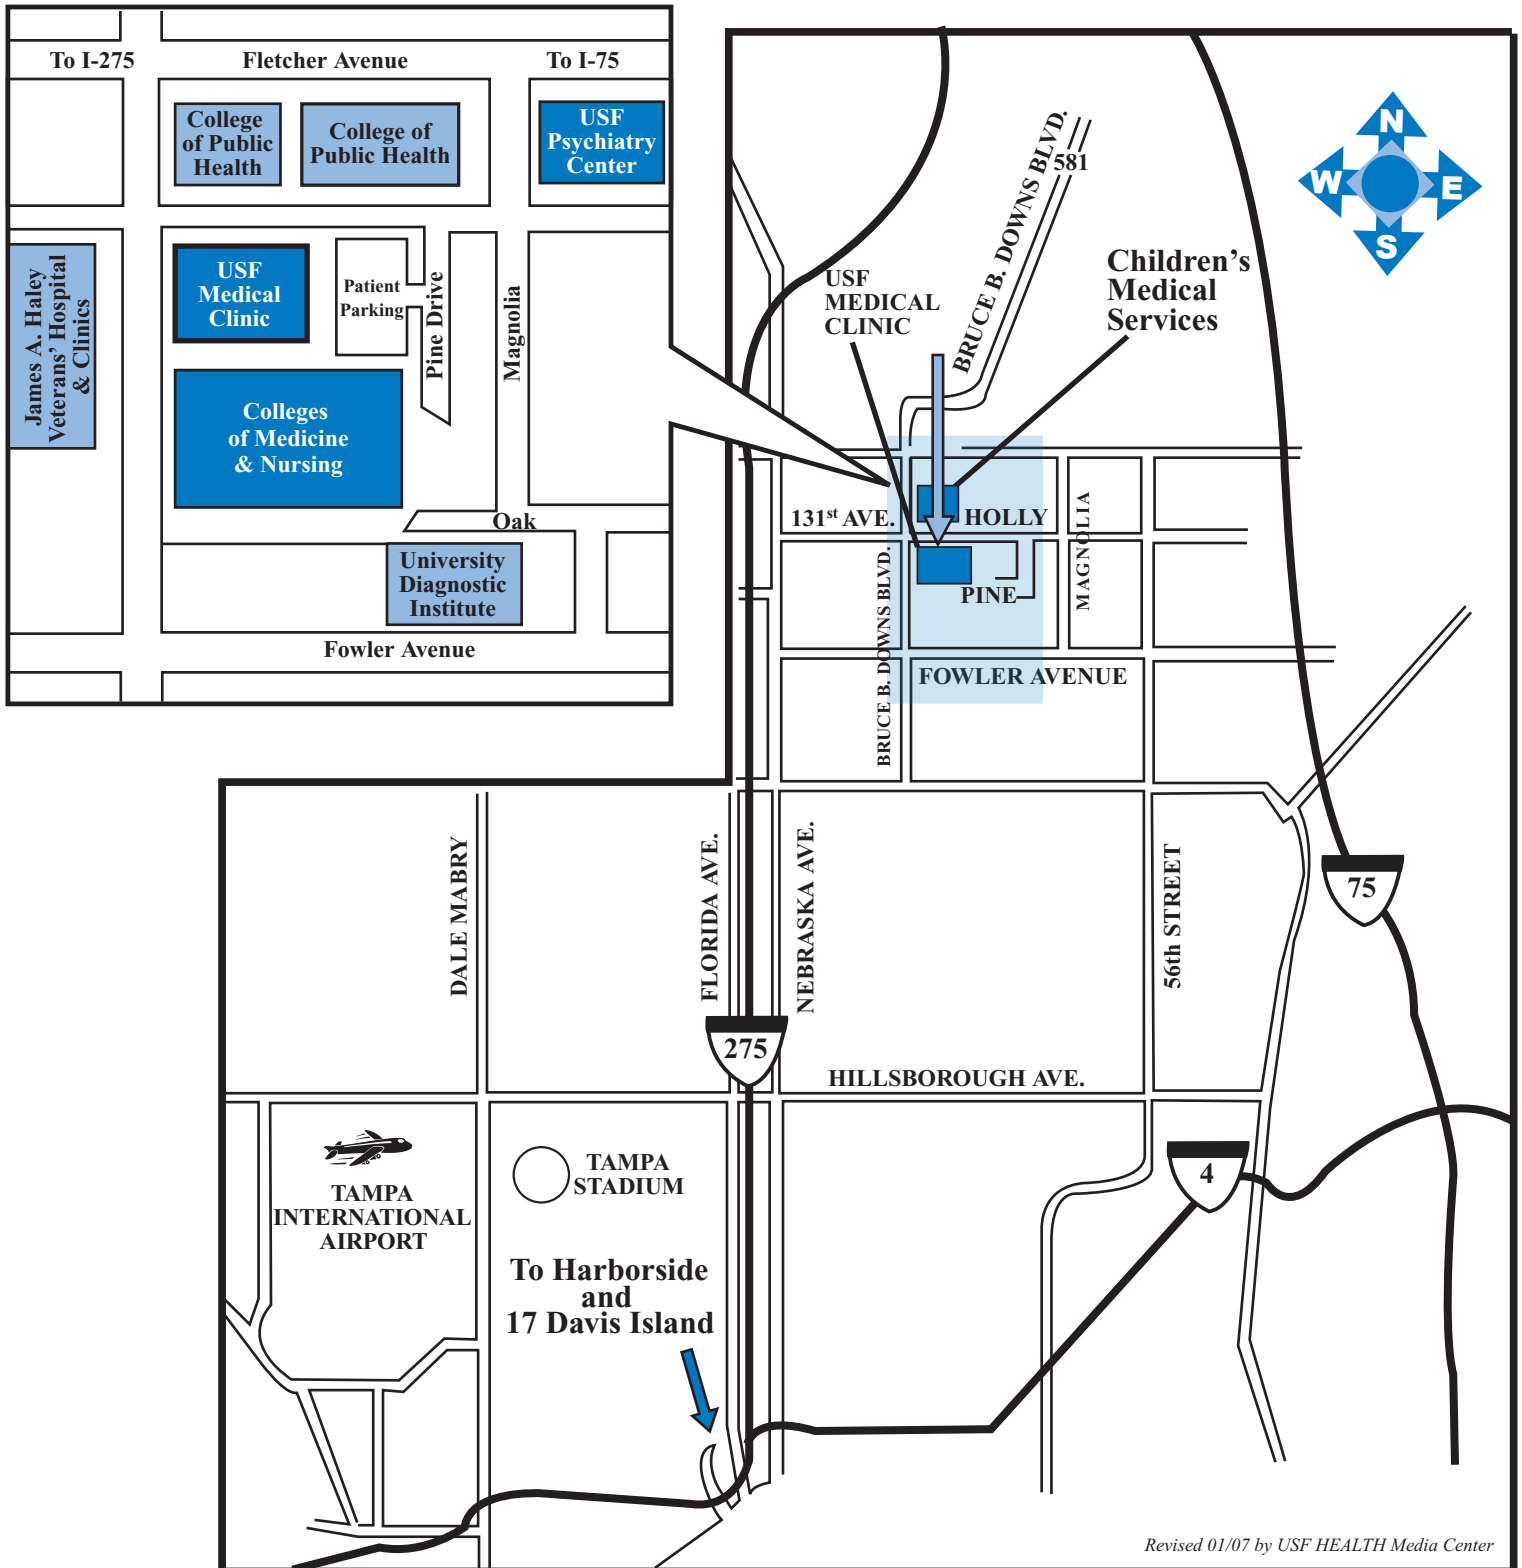 To I-275
Fletcher Avenue
To I-75
College
of Public
Health
College of
Public Health
USF
Psychiatry
Center
James A. Haley
Veterans' Hospital
& Clinics
USF
Medical
Clinic
Patient
Parking
Pine Drive
Magnolia
Colleges
of Medicine
& Nursing
Oak
University
Diagnostic
Institute
Fowler Avenue
N
W
E
S
BRUCE B. DOWNS BLVD.
581
USF
MEDICAL
CLINIC
Children's
Medical
Services
131st AVE.
HOLLY
MAGNOLIA
PINE
BRUCE B. DOWNS BLVD.
FOWLER AVENUE
DALE MABRY
FLORIDA AVE.
NEBRASKA AVE.
56th STREET
75
275
HILLSBOROUGH AVE.
TAMPA
INTERNATIONAL
AIRPORT
TAMPA
STADIUM
4
To Harborside
and
17 Davis Island
Revised 01/07 by USF HEALTH Media Center